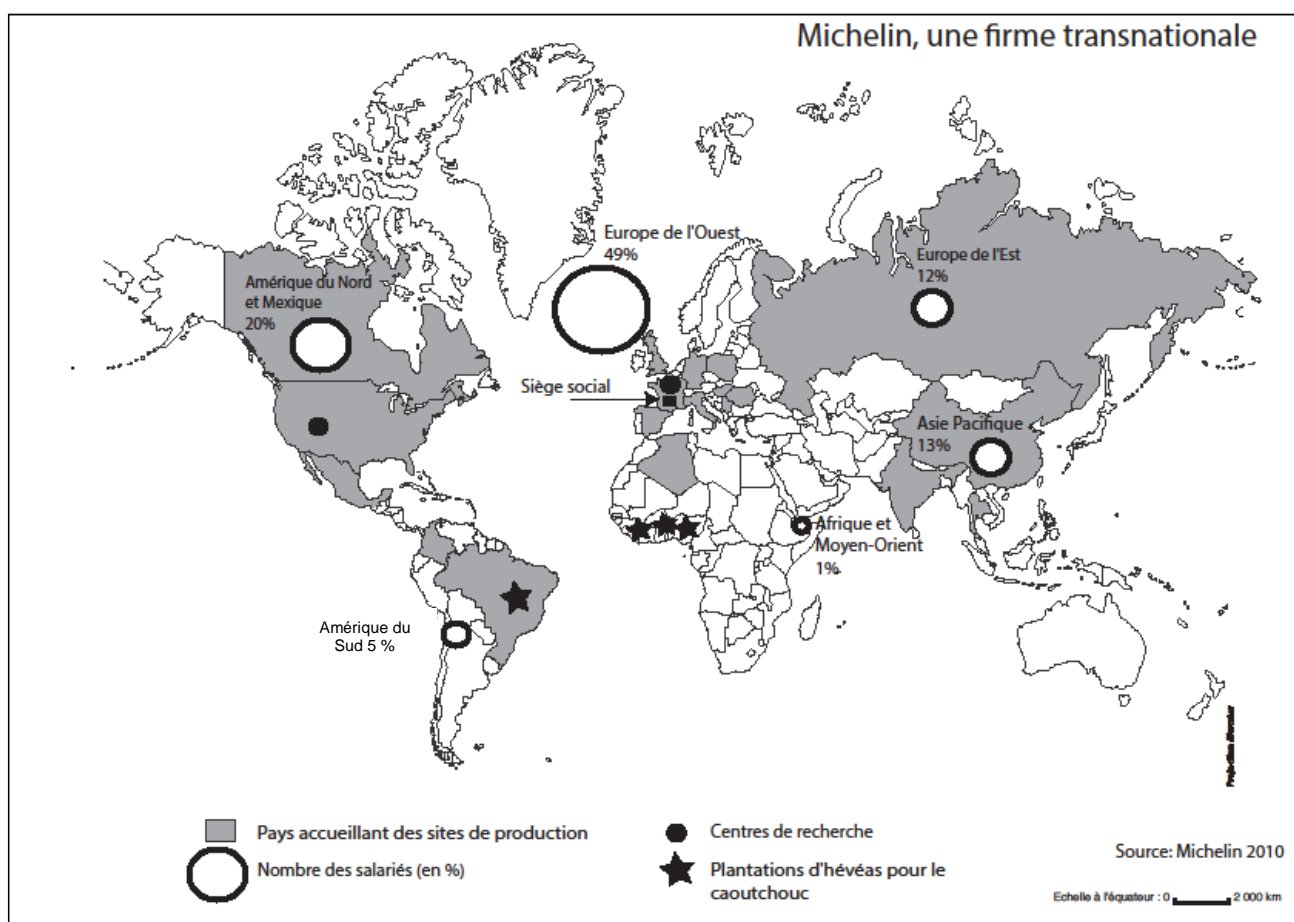 Michelin, une firme transnationale
Europe de l'Ouest
49%
Amérique du Nord
et Mexique
20%
Europe de l'Est
12%
Siège social
Asie Pacifique
13%
Afrique et
Moyen-Orient
1%
Amérique du
Sud 5 %
Projection Mercator
Pays accueillant des sites de production
Nombre des salariés (en %)
Centres de recherche
Plantations d'hévéas pour le
caoutchouc
Source: Michelin 2010
Echelle à l'équateur : 0 2 000 km